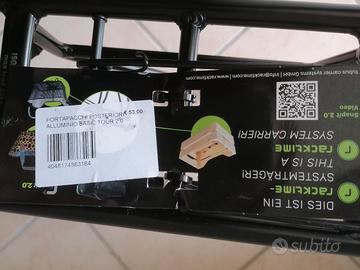 PORTAPACCHI POSTERIORE 53,00
ALLUMINIO BASIC TOUR 2.0
4046174863184
DIES IST EIN
racktime
SYSTEMTRÄGER!
THIS IS A
racktime
SYSTEM CARRIER!
Snapit 2.0
Video
www.racktime.com
ISO
subito